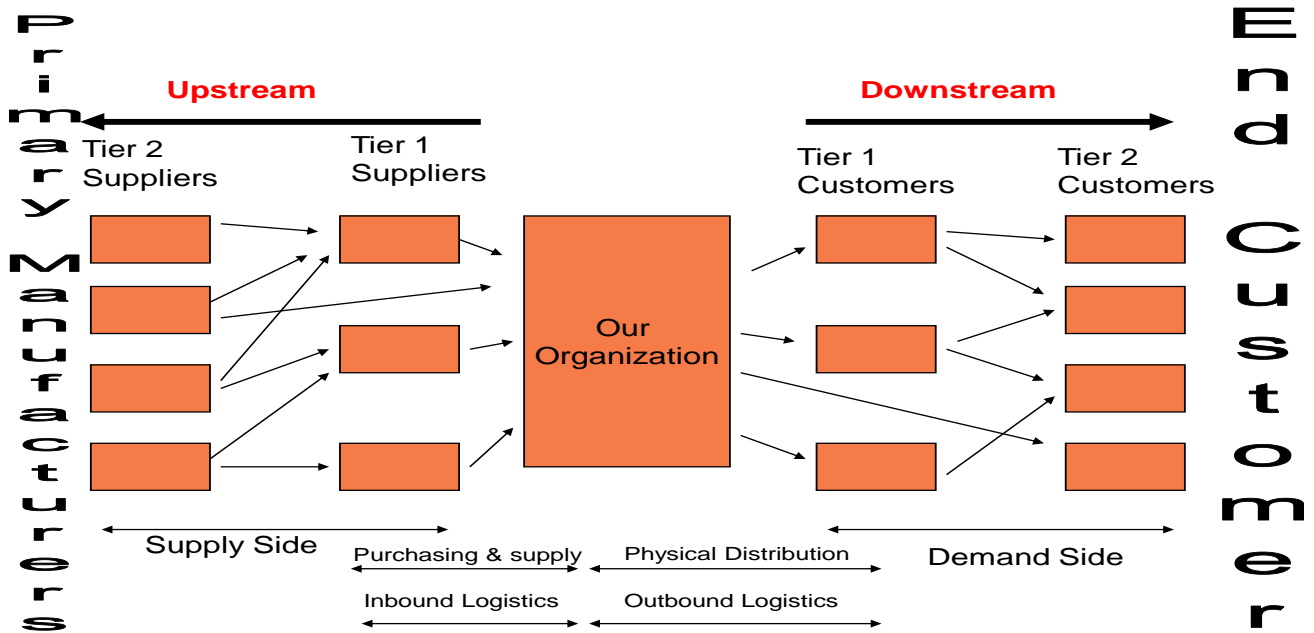 Primary Manufacturers
Upstream
Downstream
End Customer
Tier 2
Suppliers
Tier 1
Suppliers
Tier 1
Customers
Tier 2
Customers
Our
Organization
Supply Side
Purchasing & supply
Physical Distribution
Demand Side
Inbound Logistics
Outbound Logistics